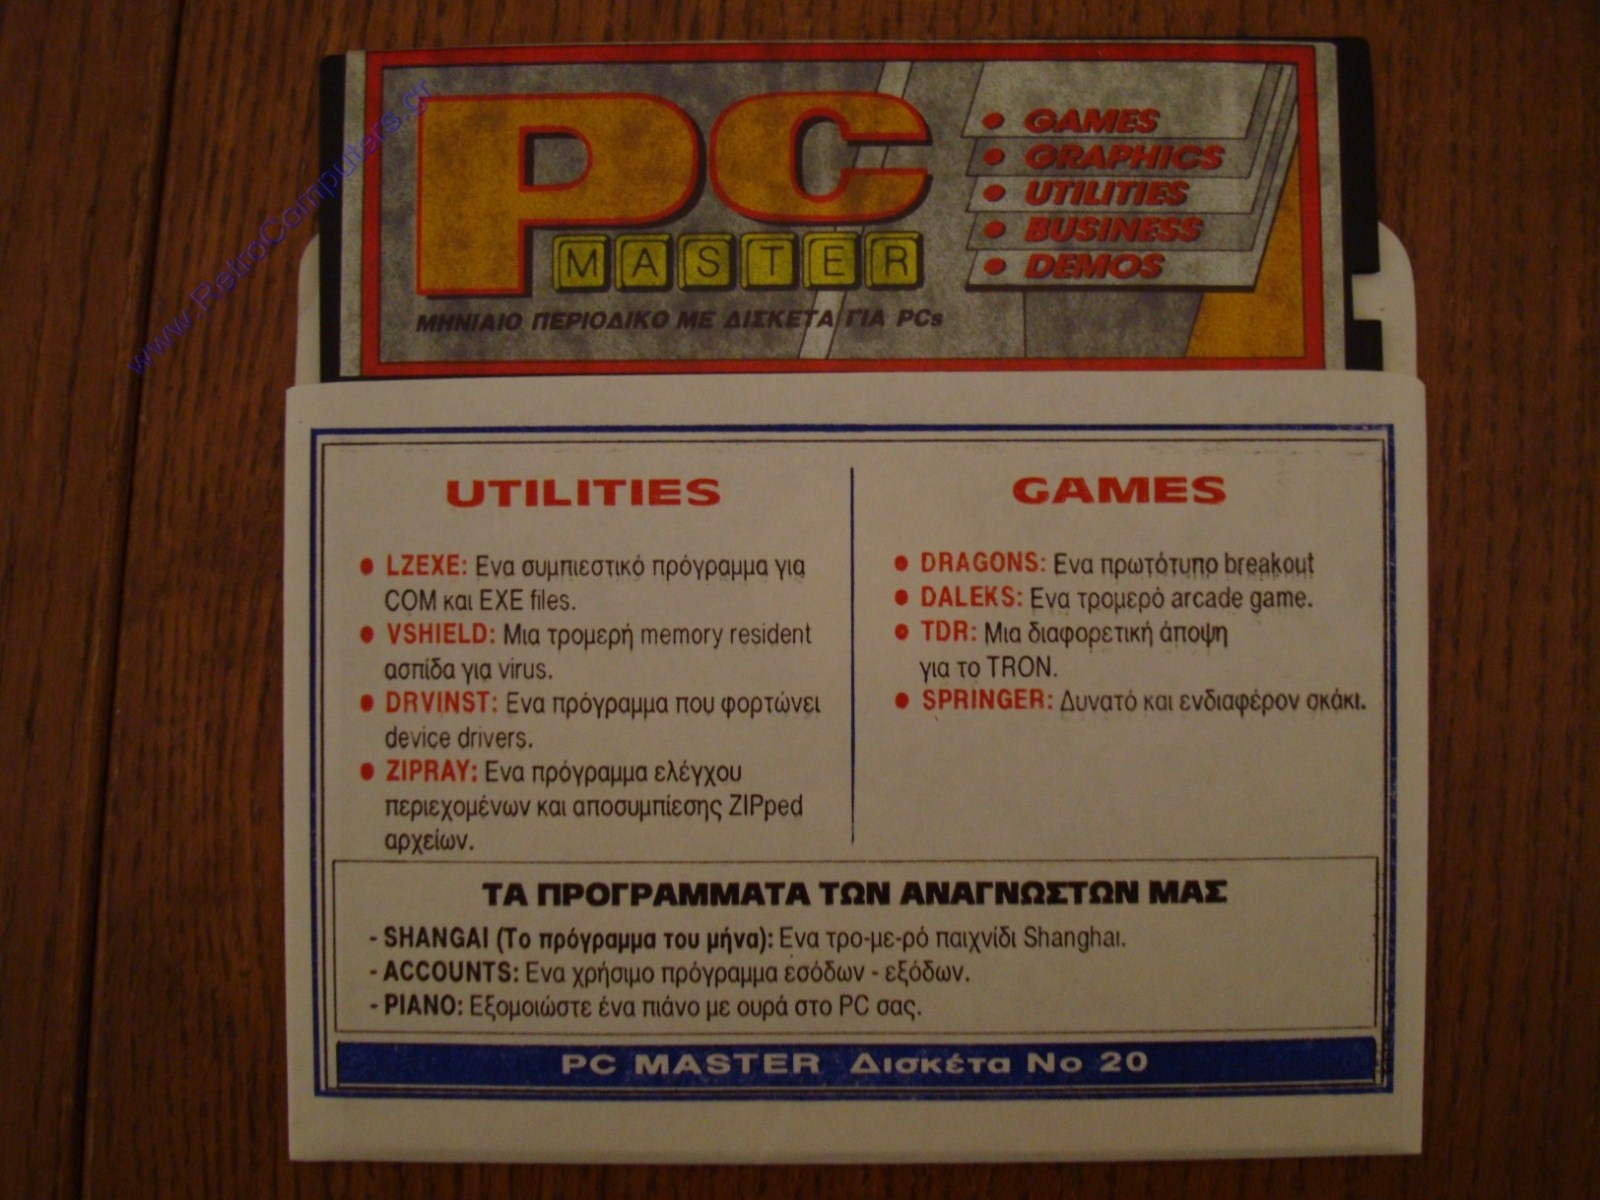 www.RetroComputers.gr
PC
MASTER
ΜΗΝΙΑΙΟ ΠΕΡΙΟΔΙΚΟ ΜΕ ΔΙΣΚΕΤΑ ΓΙΑ PCs
• GAMES
• GRAPHICS
• UTILITIES
• BUSINESS
• DEMOS
UTILITIES
• LZEXE: Ενα συμπιεστικό πρόγραμμα για
COM και EXE files.
• VSHIELD: Μια τρομερή memory resident
ασπίδα για virus.
• DRVINST: Ενα πρόγραμμα που φορτώνει
device drivers.
• ZIPRAY: Ενα πρόγραμμα ελέγχου
περιεχομένων και αποσυμπίεσης ZIPped
αρχείων.
GAMES
• DRAGONS: Ενα πρωτότυπο breakout
• DALEKS: Ενα τρομερό arcade game.
• TDR: Μια διαφορετική άποψη
για το TRON.
• SPRINGER: Δυνατό και ενδιαφέρον σκάκι.
ΤΑ ΠΡΟΓΡΑΜΜΑΤΑ ΤΩΝ ΑΝΑΓΝΩΣΤΩΝ ΜΑΣ
- SHANGAI (Το πρόγραμμα του μήνα): Ενα τρο-με-ρό παιχνίδι Shanghai.
- ACCOUNTS: Ενα χρήσιμο πρόγραμμα εσόδων - εξόδων.
- PIANO: Εξομοιώστε ένα πιάνο με ουρά στο PC σας.
PC MASTER Δισκέτα Νο 20